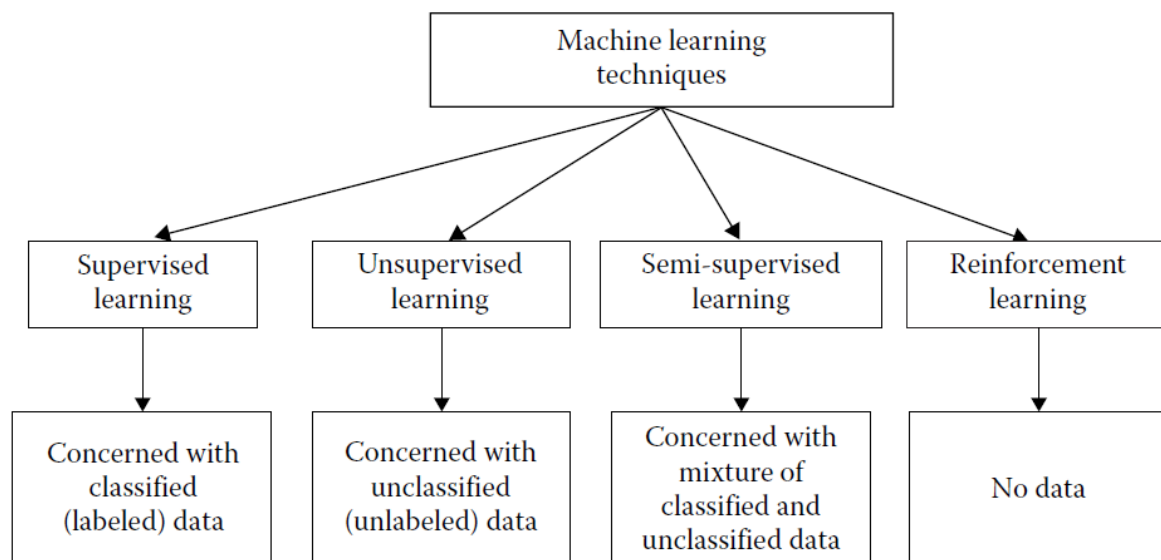 Machine learning
techniques
Supervised
learning
Unsupervised
learning
Semi-supervised
learning
Reinforcement
learning
Concerned with
classified
(labeled) data
Concerned with
unclassified
(unlabeled) data
Concerned with
mixture of
classified and
unclassified data
No data